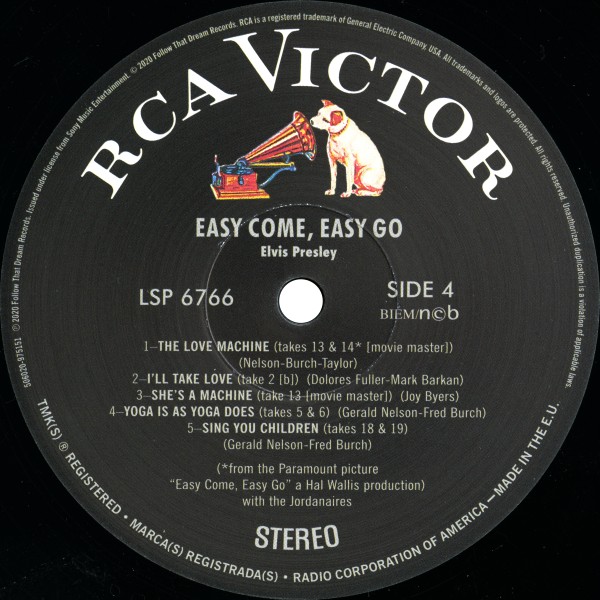 506020-975151 ℗ 2020 Follow That Dream Records. Issued under license from Sony Music Entertainment. © 2020 Follow That Dream Records. RCA is a registered trademark of General Electric Company, USA. All trademarks and logos are protected. All rights reserved. Unauthorized duplication is a violation of applicable laws.
RCA VICTOR
EASY COME, EASY GO
Elvis Presley
LSP 6766
SIDE 4
BIEM/n©b
1–THE LOVE MACHINE (takes 13 & 14* [movie master])
(Nelson-Burch-Taylor)
2–I'LL TAKE LOVE (take 2 [b]) (Dolores Fuller-Mark Barkan)
3–SHE'S A MACHINE (take 13 [movie master]) (Joy Byers)
4–YOGA IS AS YOGA DOES (takes 5 & 6) (Gerald Nelson-Fred Burch)
5–SING YOU CHILDREN (takes 18 & 19)
(Gerald Nelson-Fred Burch)
(*from the Paramount picture
“Easy Come, Easy Go” a Hal Wallis production)
with the Jordanaires
STEREO
TMK(S) ® REGISTERED • MARCA(S) REGISTRADA(S) • RADIO CORPORATION OF AMERICA — MADE IN THE E.U.